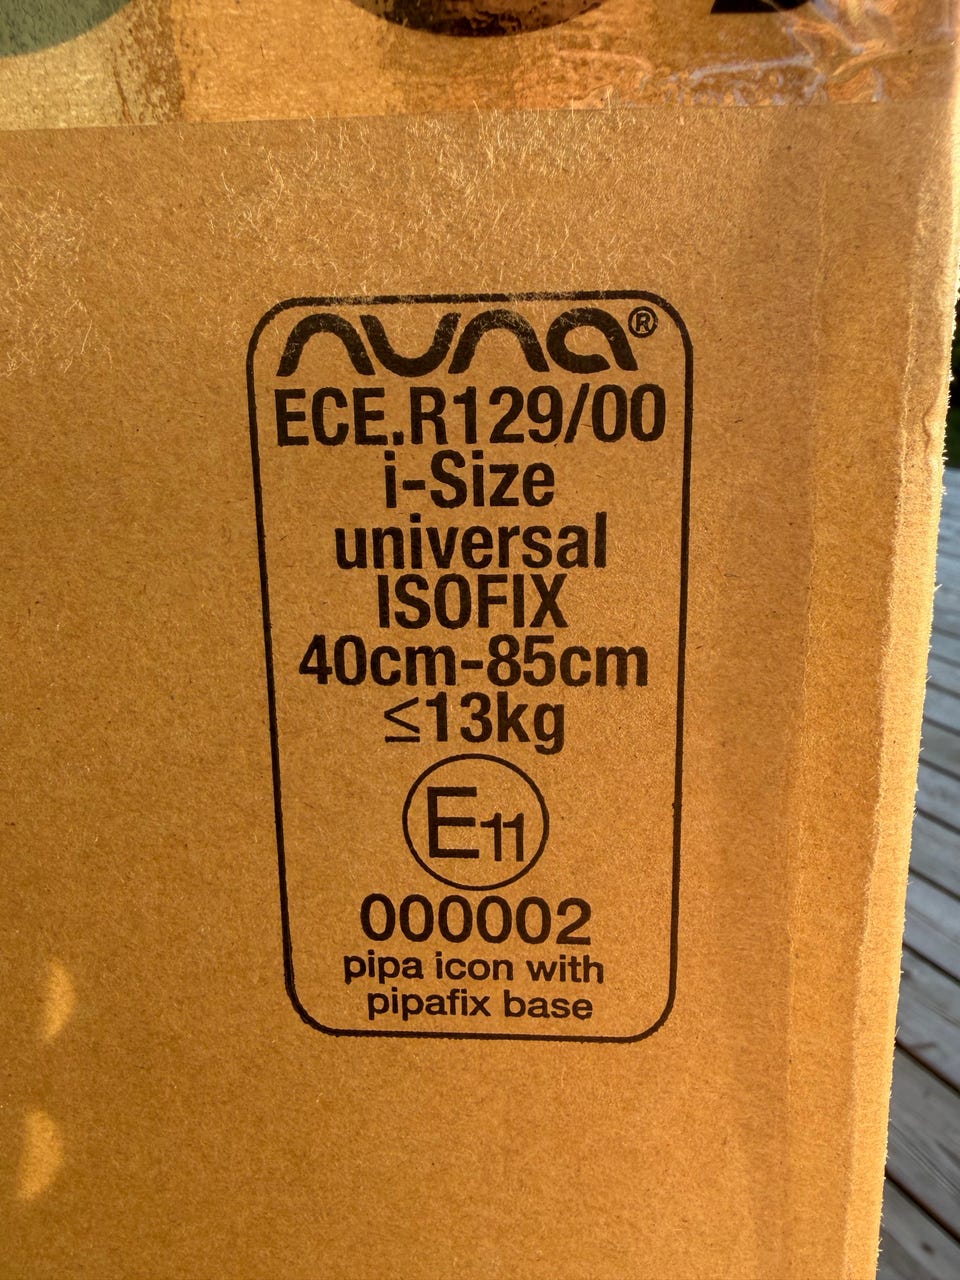 nuna®
ECE.R129/00
i-Size
universal
ISOFIX
40cm-85cm
≤13kg
E11
000002
pipa icon with
pipafix base